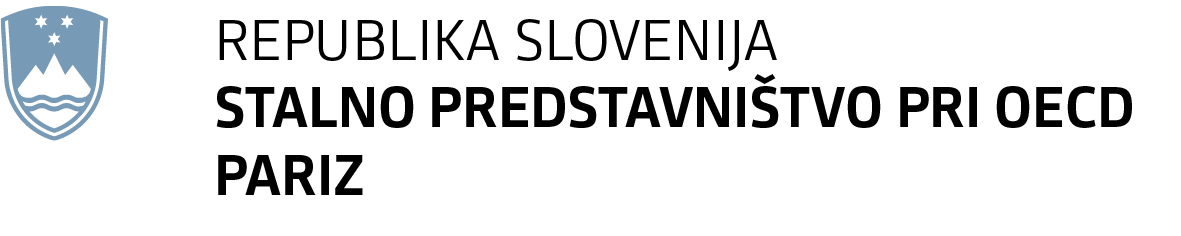 REPUBLIKA SLOVENIJA
STALNO PREDSTAVNIŠTVO PRI OECD
PARIZ